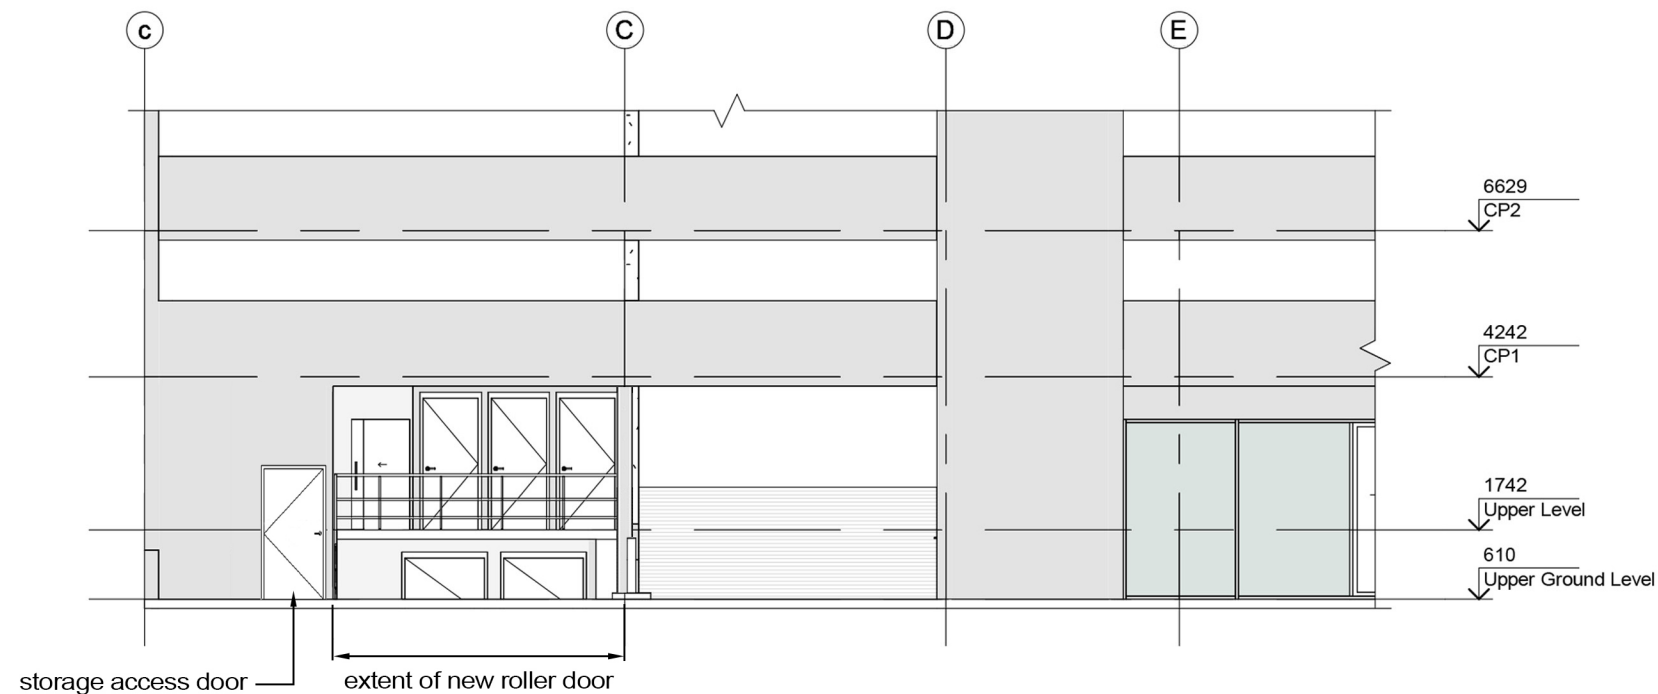 c
C
D
E
6629
CP2
4242
CP1
1742
Upper Level
610
Upper Ground Level
storage access door
extent of new roller door